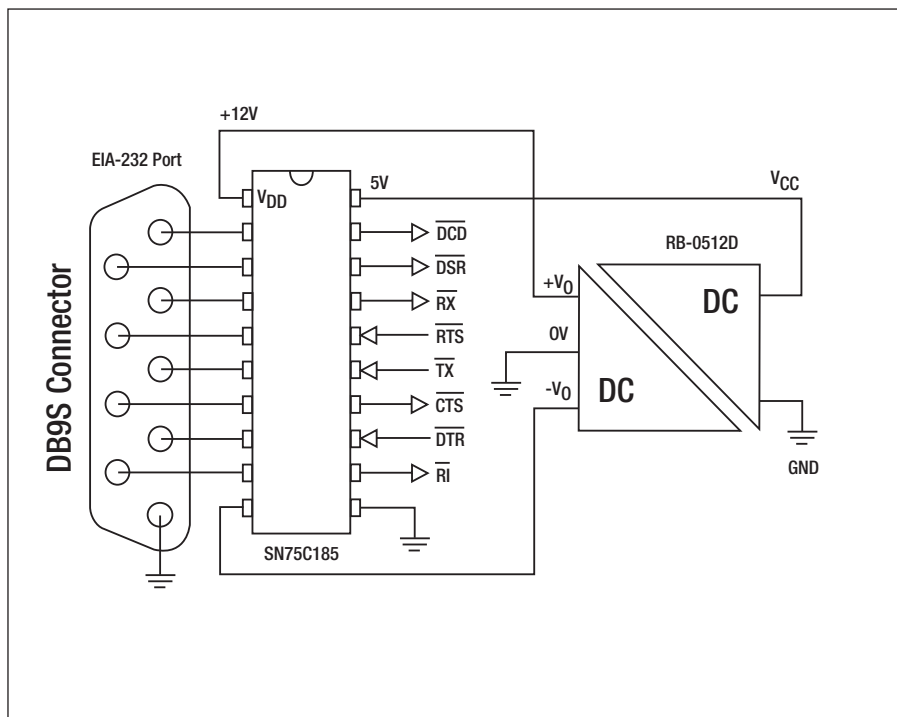 +12V
EIA-232 Port
5V
VCC
VDD
RB-0512D
DCD
DSR
+VO
DC
RX
RTS
0V
TX
DC
-VO
CTS
DTR
RI
GND
SN75C185
DB9S Connector